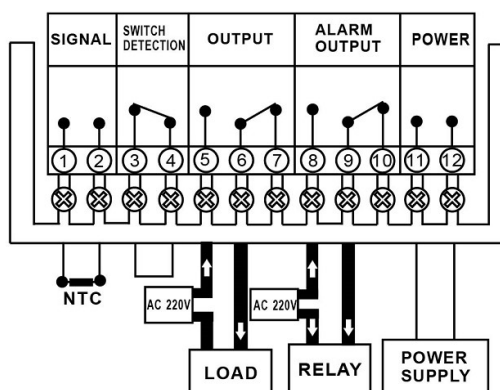 SIGNAL
SWITCH
DETECTION
OUTPUT
ALARM
OUTPUT
POWER
1 2 3 4 5 6 7 8 9 10 11 12
NTC
AC 220V
AC 220V
LOAD
RELAY
POWER
SUPPLY